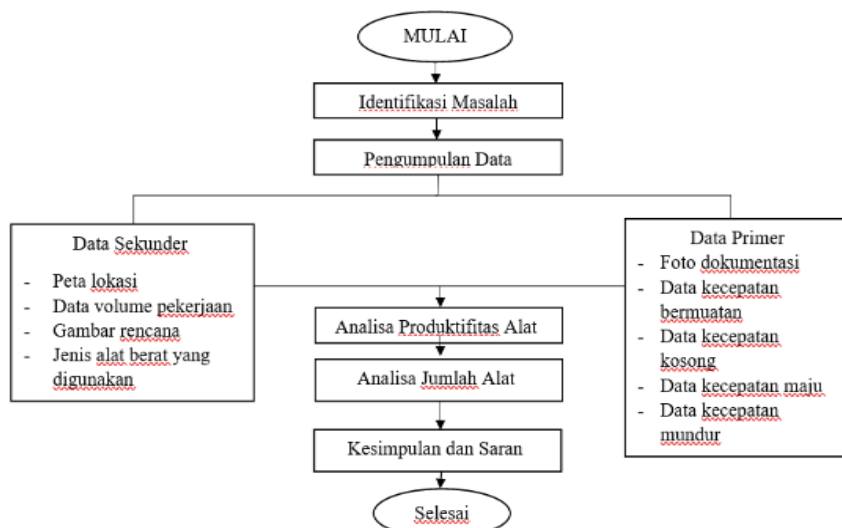 MULAI
Identifikasi Masalah
Pengumpulan Data
Data Sekunder
- Peta lokasi
- Data volume pekerjaan
- Gambar rencana
- Jenis alat berat yang
digunakan
Data Primer
- Foto dokumentasi
- Data kecepatan
bermuatan
- Data kecepatan
kosong
- Data kecepatan maju
- Data kecepatan
mundur
Analisa Produktifitas Alat
Analisa Jumlah Alat
Kesimpulan dan Saran
Selesai